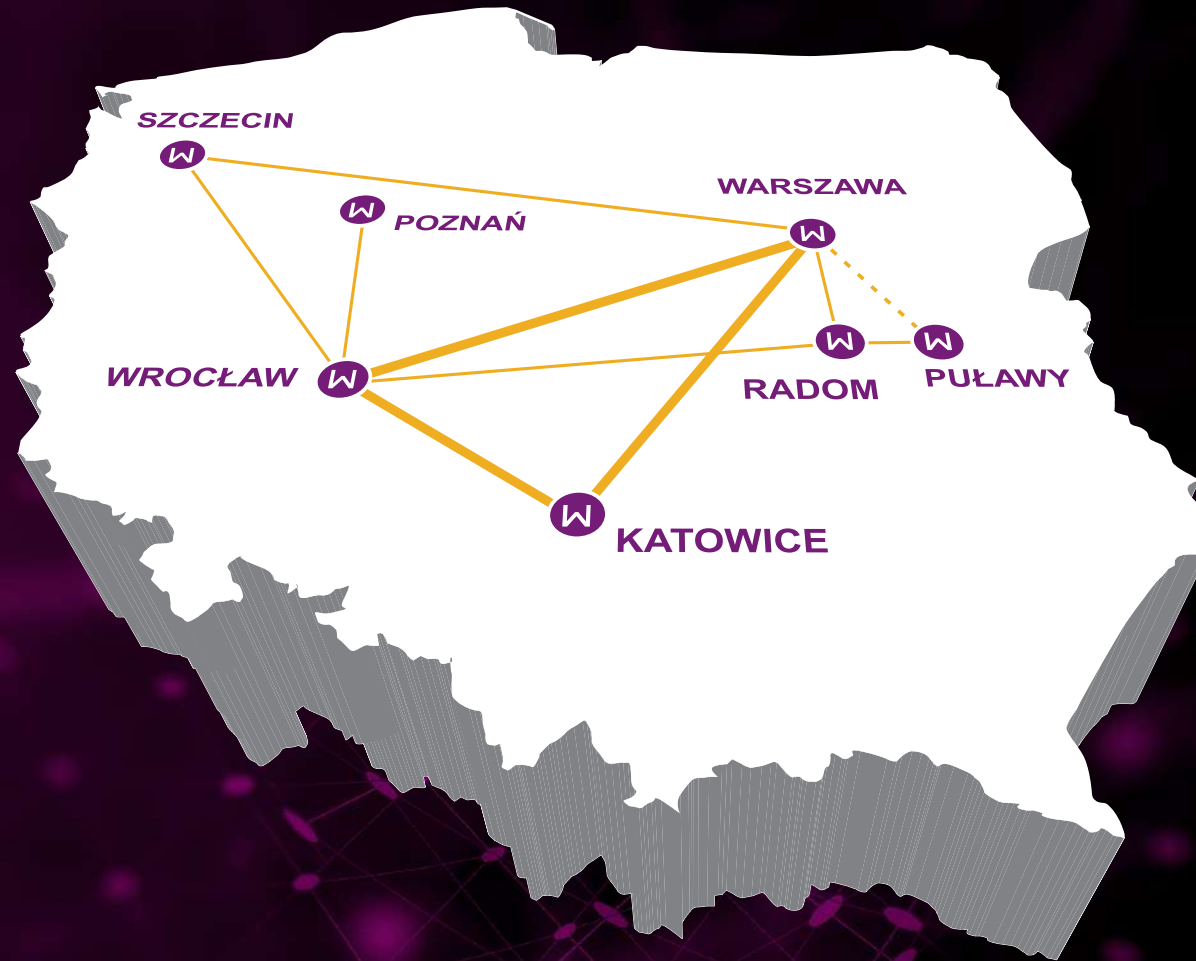 SZCZECIN
POZNAŃ
WARSZAWA
WROCŁAW
RADOM
PUŁAWY
KATOWICE